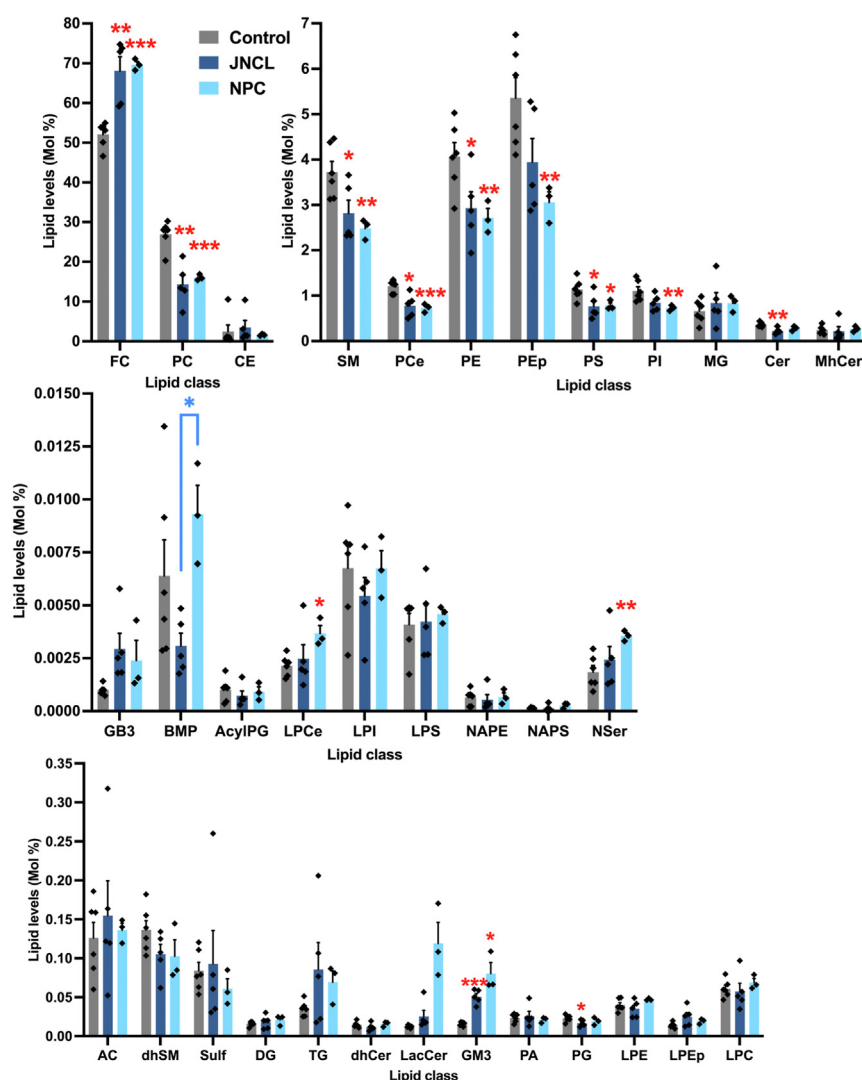 80
70
60
50
40
30
20
10
0
Lipid levels (Mol %)
** ***
** ***
Control
JNCL
NPC
FC PC CE
Lipid class
7
6
5
4
3
2
1
0
Lipid levels (Mol %)
* ** * *** * ** ** * * ** **
SM PCe PE PEp PS PI MG Cer MhCer
Lipid class
0.0150
0.0125
0.0100
0.0075
0.0050
0.0025
0.0000
Lipid levels (Mol %)
* * **
GB3 BMP AcylPG LPCe LPI LPS NAPE NAPS NSer
Lipid class
0.35
0.30
0.25
0.20
0.15
0.10
0.05
0.00
Lipid levels (Mol %)
*** * *
AC dhSM Sulf DG TG dhCer LacCer GM3 PA PG LPE LPEp LPC
Lipid class